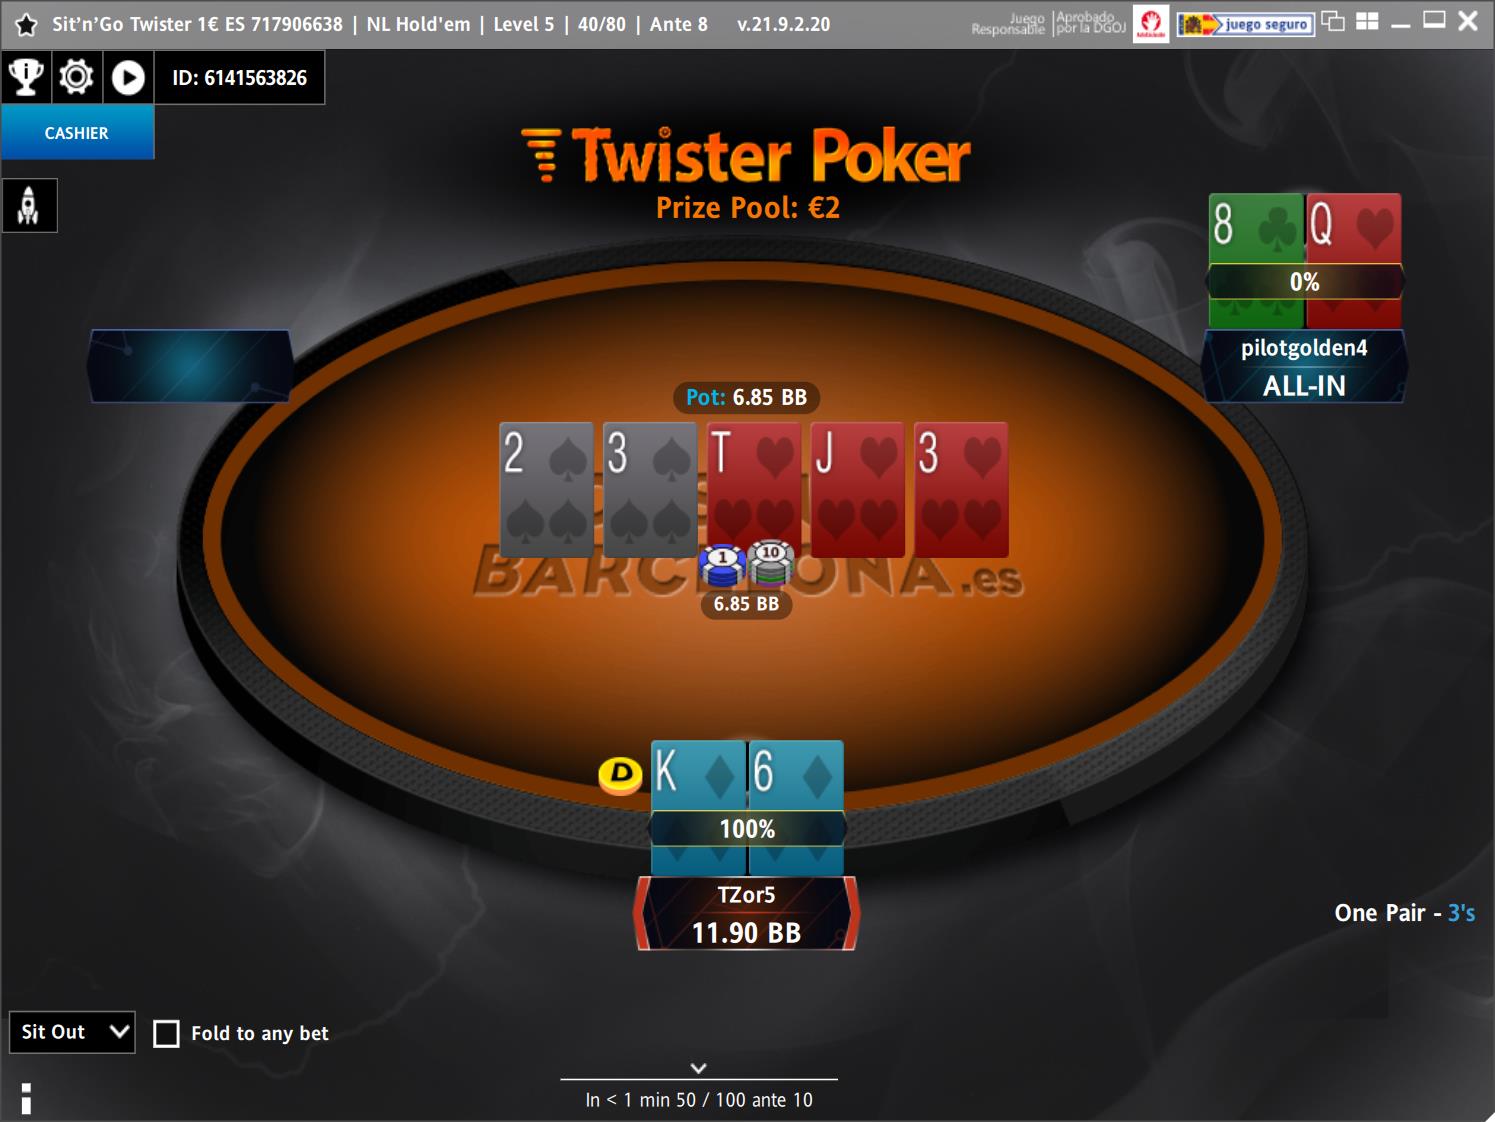 Sit'n'Go Twister 1€ ES 717906638 | NL Hold'em | Level 5 | 40/80 | Ante 8 v.21.9.2.20
Juego Responsable
Aprobado por la DGOJ
juego seguro
ID: 6141563826
CASHIER
Twister Poker
Prize Pool: €2
8 Q
0%
pilotgolden4
ALL-IN
Pot: 6.85 BB
2 3 T J 3
1 10
BARCELONA.es
6.85 BB
D
K 6
100%
TZor5
11.90 BB
One Pair - 3's
Sit Out
Fold to any bet
In < 1 min 50 / 100 ante 10